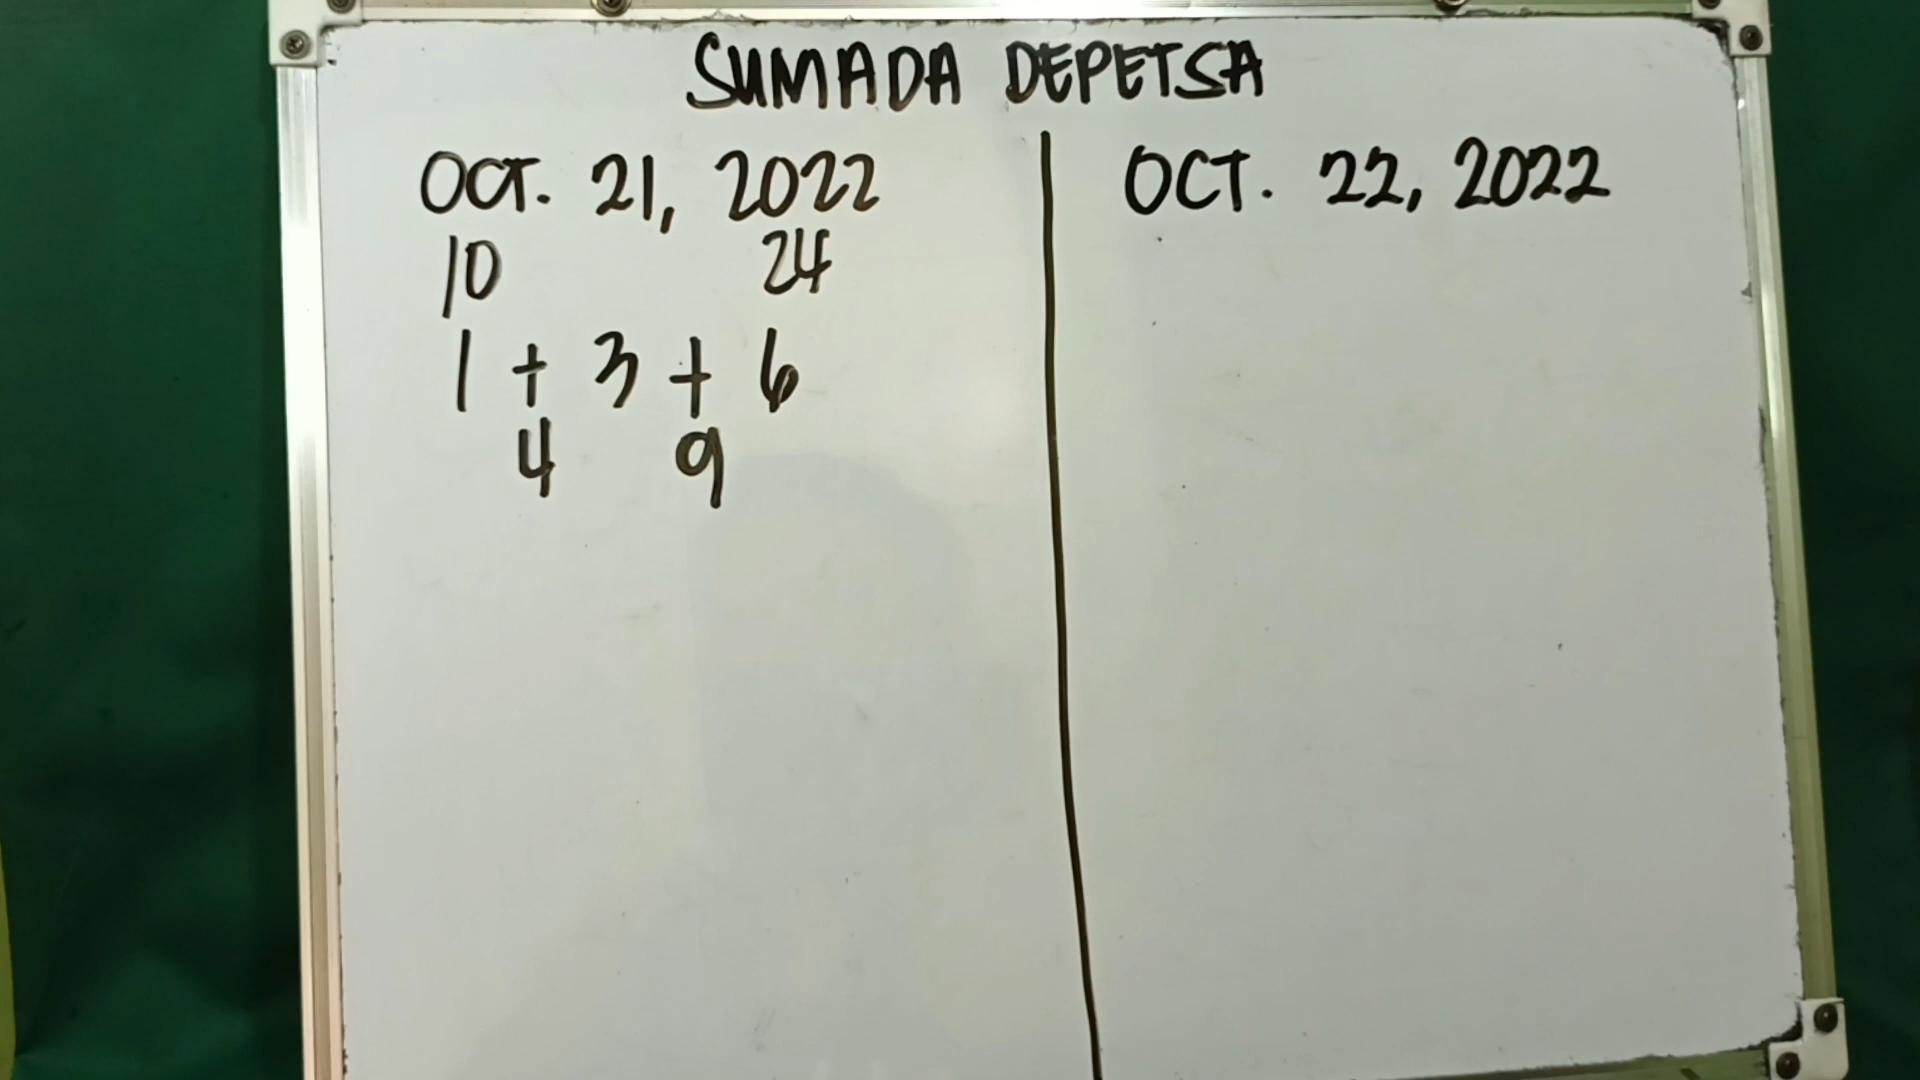 SUMADA DEPETSA
OCT. 21, 2022
10 24
1 + 3 + 6
4 9
OCT. 22, 2022